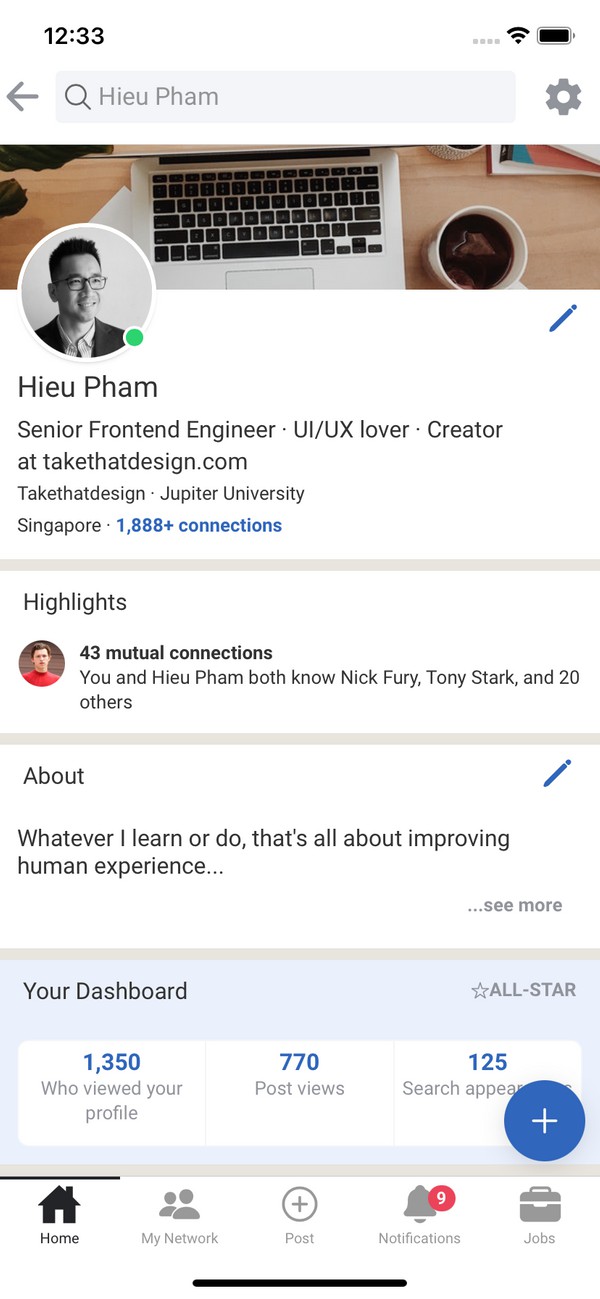 12:33
Hieu Pham
Hieu Pham
Senior Frontend Engineer · UI/UX lover · Creator
at takethatdesign.com
Takethatdesign · Jupiter University
Singapore · 1,888+ connections
Highlights
43 mutual connections
You and Hieu Pham both know Nick Fury, Tony Stark, and 20
others
About
Whatever I learn or do, that's all about improving
human experience...
...see more
Your Dashboard
☆ALL-STAR
1,350
Who viewed your
profile
770
Post views
125
Search
9
Home
My Network
Post
Notifications
Jobs